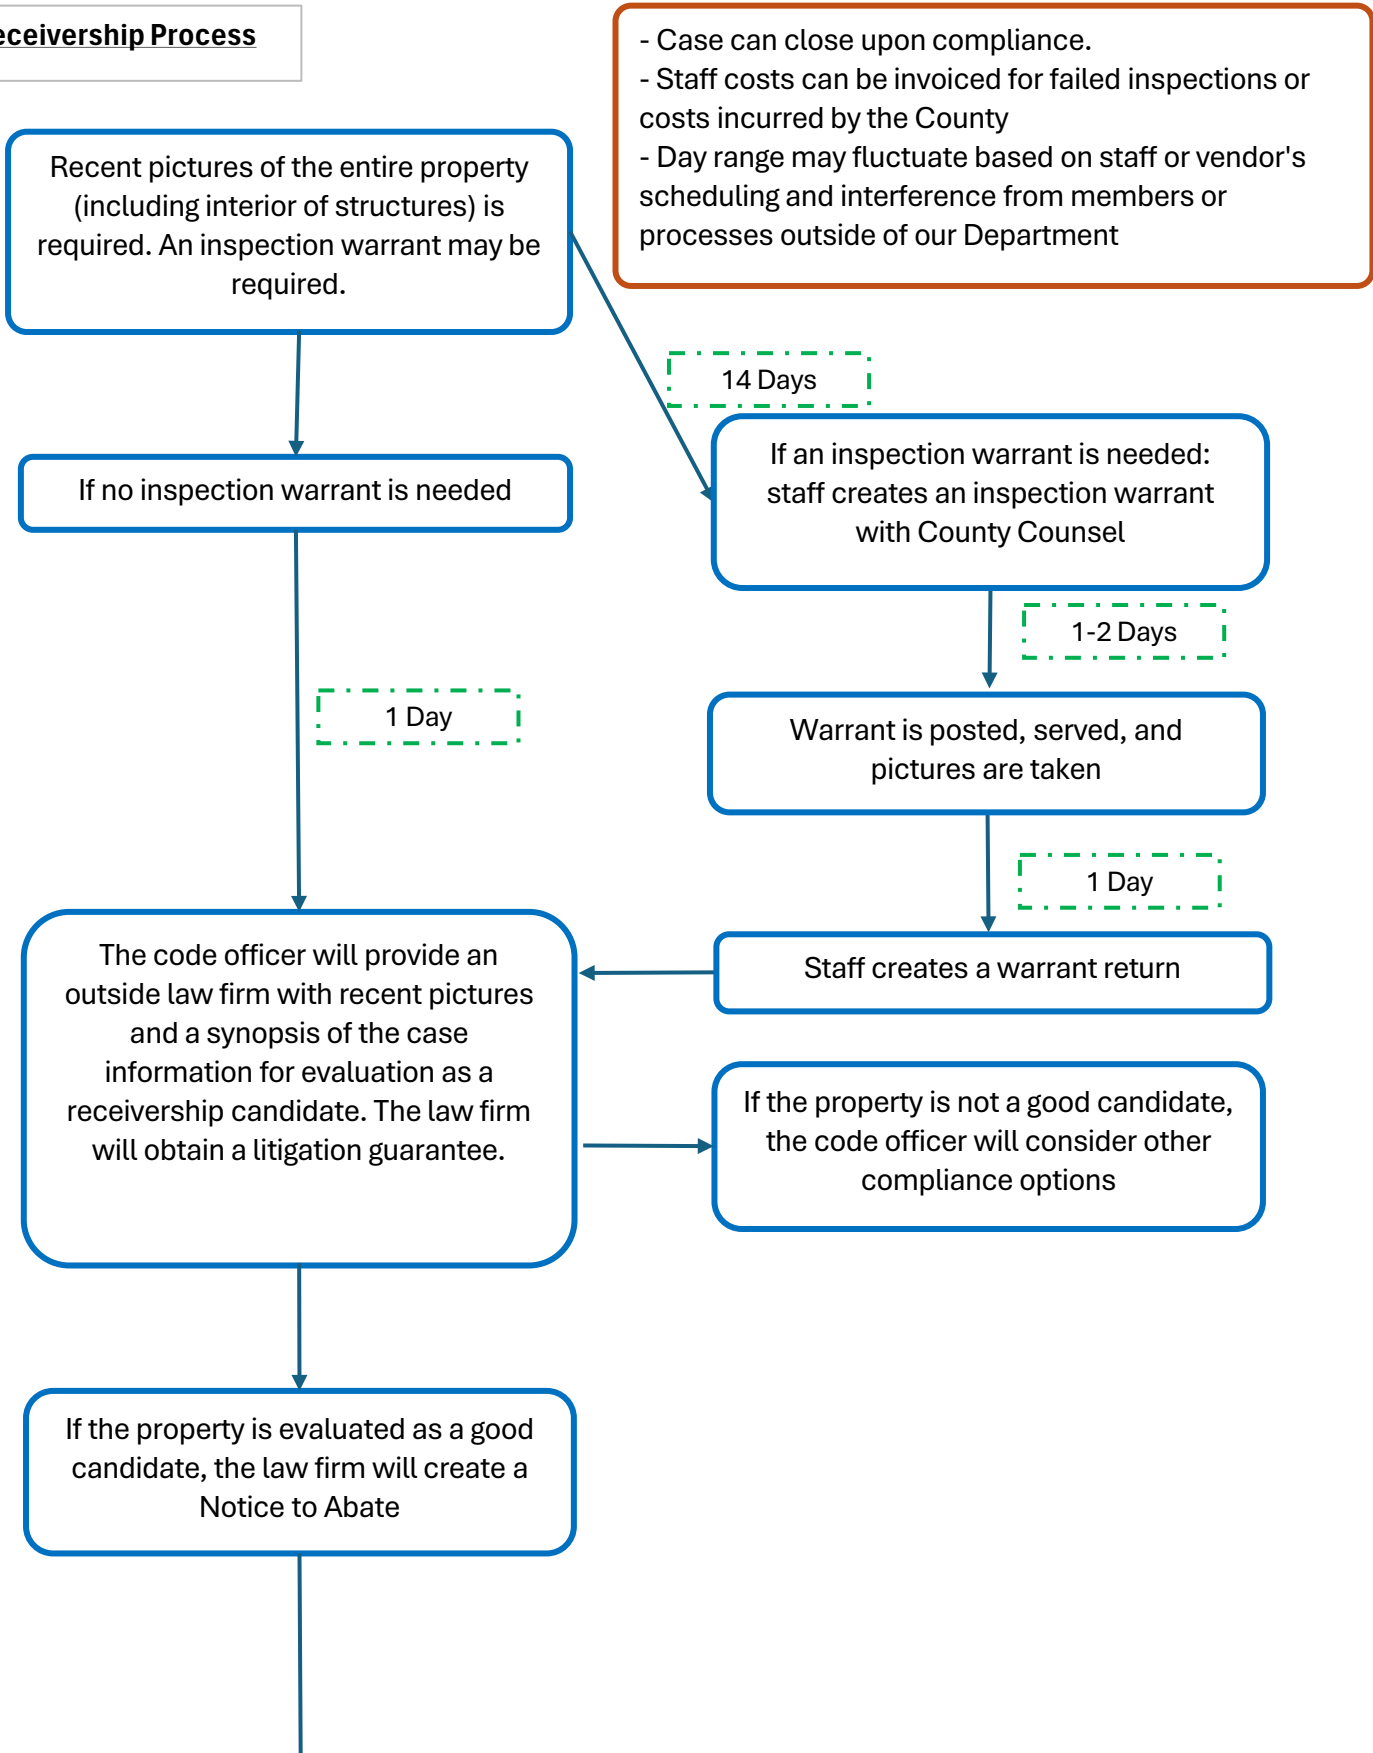 eceivership Process
- Case can close upon compliance.
- Staff costs can be invoiced for failed inspections or
costs incurred by the County
- Day range may fluctuate based on staff or vendor's
scheduling and interference from members or
processes outside of our Department
Recent pictures of the entire property
(including interior of structures) is
required. An inspection warrant may be
required.
14 Days
If no inspection warrant is needed
If an inspection warrant is needed:
staff creates an inspection warrant
with County Counsel
1-2 Days
1 Day
Warrant is posted, served, and
pictures are taken
1 Day
The code officer will provide an
outside law firm with recent pictures
and a synopsis of the case
information for evaluation as a
receivership candidate. The law firm
will obtain a litigation guarantee.
Staff creates a warrant return
If the property is not a good candidate,
the code officer will consider other
compliance options
If the property is evaluated as a good
candidate, the law firm will create a
Notice to Abate